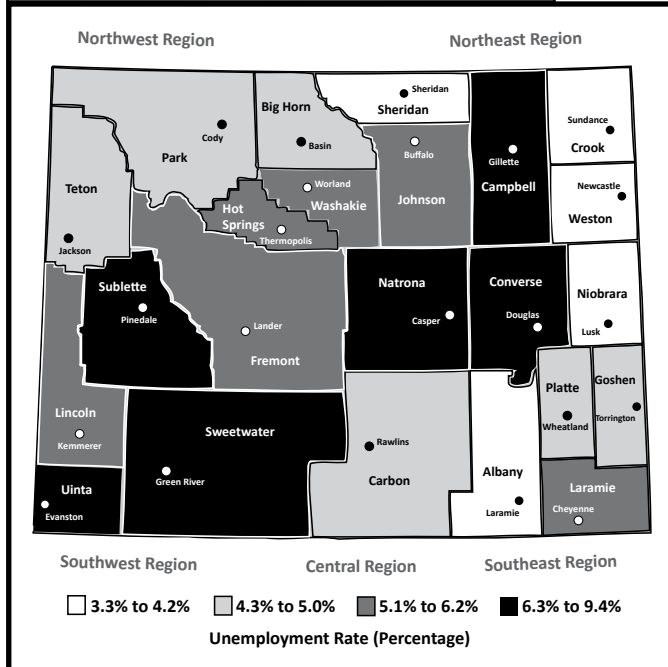 Northwest Region
Northeast Region
Sheridan
Sheridan
Big Horn
Basin
Cody
Park
Teton
Jackson
Buffalo
Johnson
Gillette
Campbell
Sundance
Crook
Newcastle
Weston
Worland
Washakie
Hot
Springs
Thermopolis
Sublette
Pinedale
Lander
Fremont
Natrona
Casper
Converse
Douglas
Niobrara
Lusk
Lincoln
Kemmerer
Sweetwater
Green River
Uinta
Evanston
Rawlins
Carbon
Albany
Laramie
Platte
Wheatland
Goshen
Torrington
Laramie
Cheyenne
Southwest Region
Central Region
Southeast Region
3.3% to 4.2%
4.3% to 5.0%
5.1% to 6.2%
6.3% to 9.4%
Unemployment Rate (Percentage)